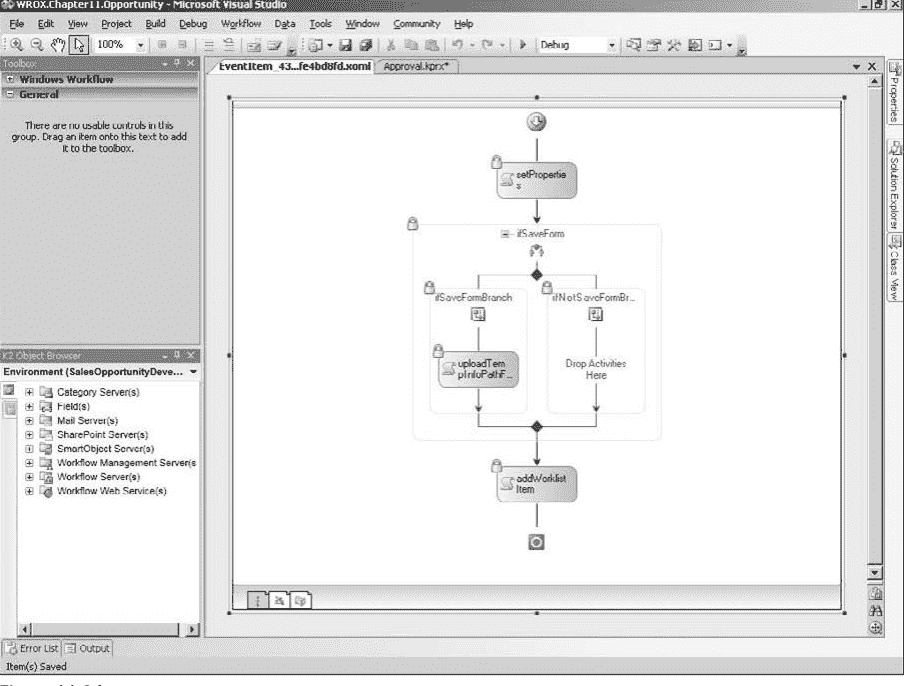 WROX.Chapter11.Opportunity - Microsoft Visual Studio
File Edit View Project Build Debug Workflow Data Tools Window Community Help
100% Debug
Toolbox
Windows Workflow
General
There are no usable controls in this
group. Drag an item onto this text to add
it to the toolbox.
EventItem_43...fe4bd8fd.xoml Approval.kprx*
setPropertie
s
ifSaveForm
ifSaveFormBranch
ifNotSaveFormBr...
uploadTem
pInfoPathF...
Drop Activities
Here
addWorklist
Item
K2 Object Browser
Environment (SalesOpportunityDeve...
Category Server(s)
Field(s)
Mail Server(s)
SharePoint Server(s)
SmartObject Server(s)
Workflow Management Server(s
Workflow Server(s)
Workflow Web Service(s)
Properties
Solution Explorer
Class View
Error List Output
Item(s) Saved